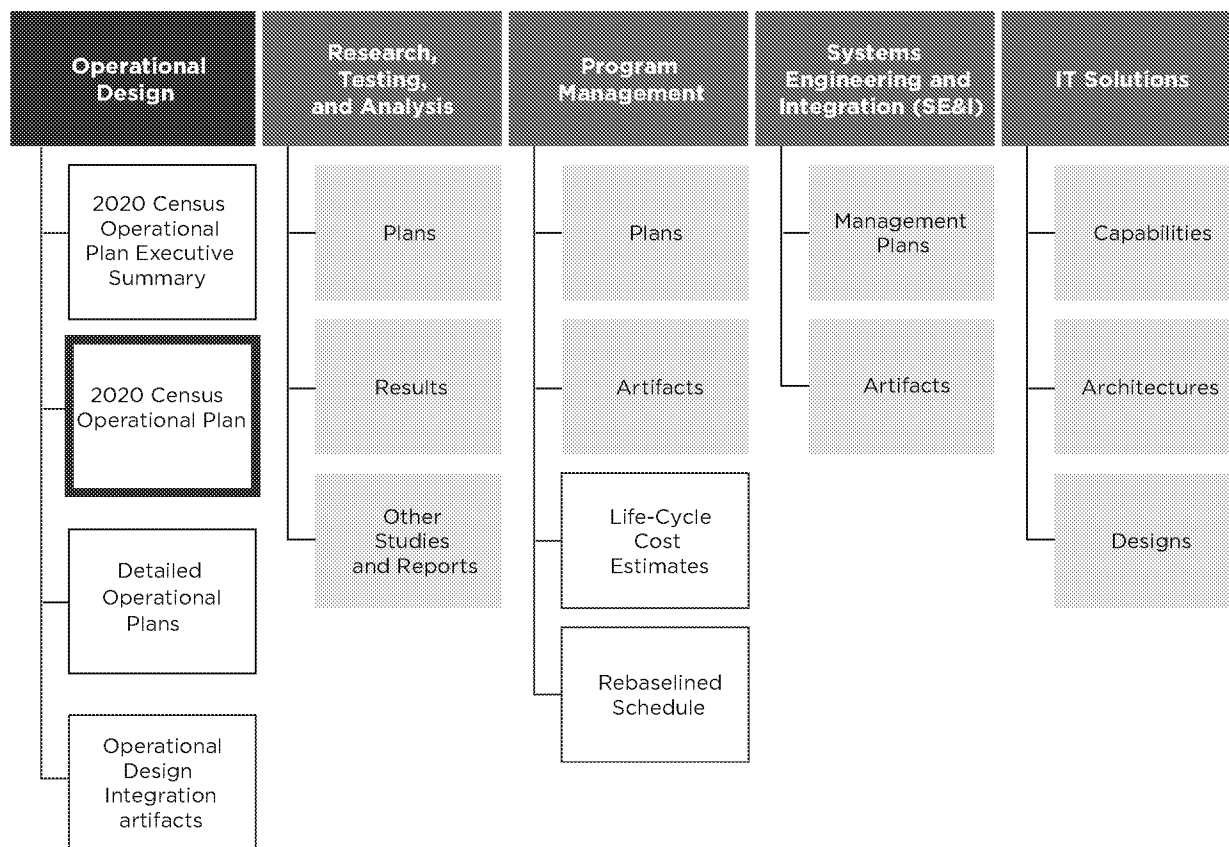 Operational
Design
2020 Census
Operational
Plan Executive
Summary
2020 Census
Operational Plan
Detailed
Operational
Plans
Operational
Design
Integration
artifacts
Research,
Testing,
and Analysis
Plans
Results
Other
Studies
and Reports
Program
Management
Plans
Artifacts
Life-Cycle
Cost
Estimates
Rebaselined
Schedule
Systems
Engineering and
Integration (SE&I)
Management
Plans
Artifacts
IT Solutions
Capabilities
Architectures
Designs